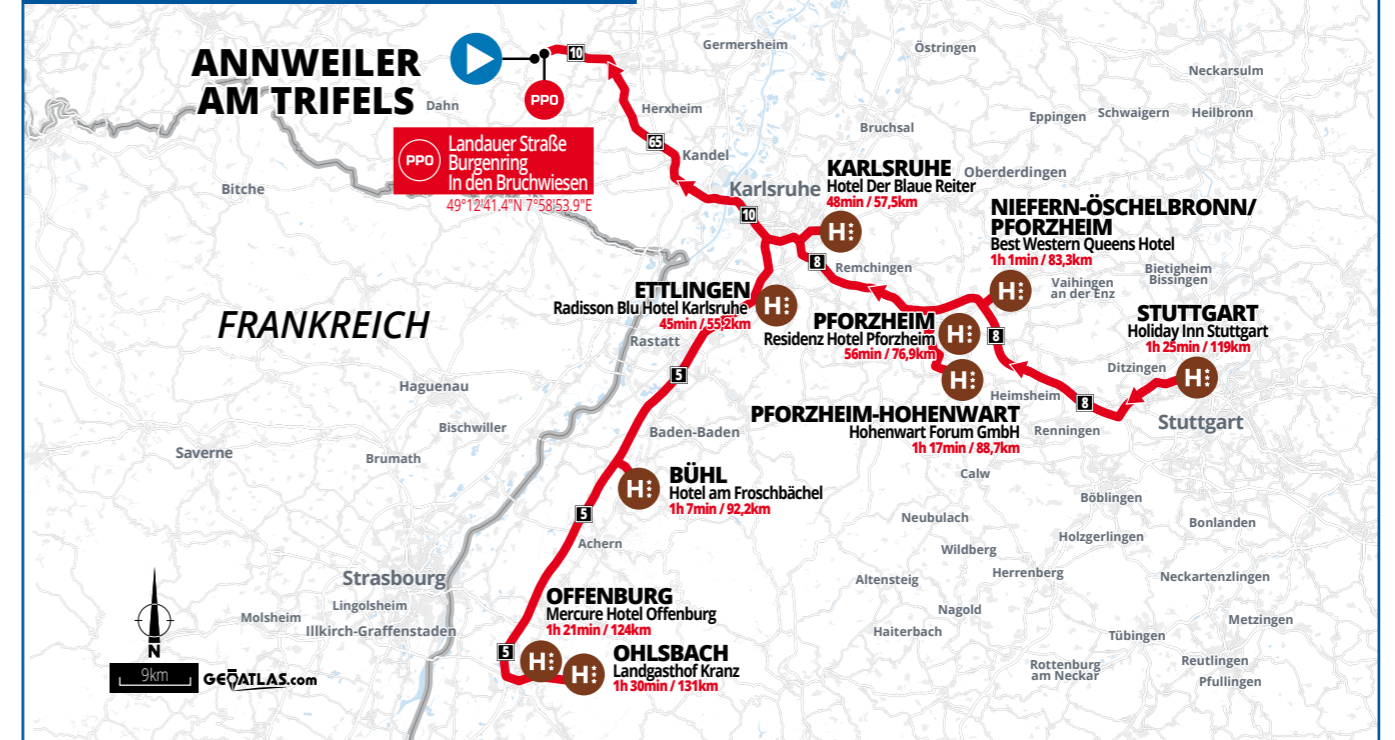 ANNWEILER
AM TRIFELS
10
PPO
PPO
Landauer Straße
Burgenring
In den Bruchwiesen
49°12'41.4"N 7°58'53.9"E
Dahn
Bitche
Germersheim
Östringen
Neckarsulm
Herxheim
Eppingen
Schwaigern
Heilbronn
Bruchsal
65
Kandel
Karlsruhe
Oberderdingen
KARLSRUHE
Hotel Der Blaue Reiter
48min / 57,5km
H
10
8
Remchingen
NIEFERN-ÖSCHELBRONN/
PFORZHEIM
Best Western Queens Hotel
1h 1min / 83,3km
H
Vaihingen
an der Enz
Bietigheim
Bissingen
ETTLINGEN
Radisson Blu Hotel Karlsruhe
45min / 55,2km
H
Rastatt
PFORZHEIM
Residenz Hotel Pforzheim
56min / 76,9km
H
8
STUTTGART
Holiday Inn Stuttgart
1h 25min / 119km
H
Ditzingen
FRANKREICH
5
H
Heimsheim
8
PFORZHEIM-HOHENWART
Hohenwart Forum GmbH
1h 17min / 88,7km
Renningen
Stuttgart
Haguenau
Bischwiller
Saverne
Brumath
Baden-Baden
Calw
BÜHL
Hotel am Froschbächel
1h 7min / 92,2km
H
5
Achern
Böblingen
Neubulach
Bonlanden
Holzgerlingen
Wildberg
Herrenberg
Altensteig
Neckartenzlingen
Nagold
Haiterbach
Metzingen
Tübingen
Reutlingen
Rottenburg
am Neckar
Pfullingen
Strasbourg
Lingolsheim
Molsheim
Illkirch-Graffenstaden
OFFENBURG
Mercure Hotel Offenburg
1h 21min / 124km
5
H
H
OHLSBACH
Landgasthof Kranz
1h 30min / 131km
N
9km
GEOATLAS.com